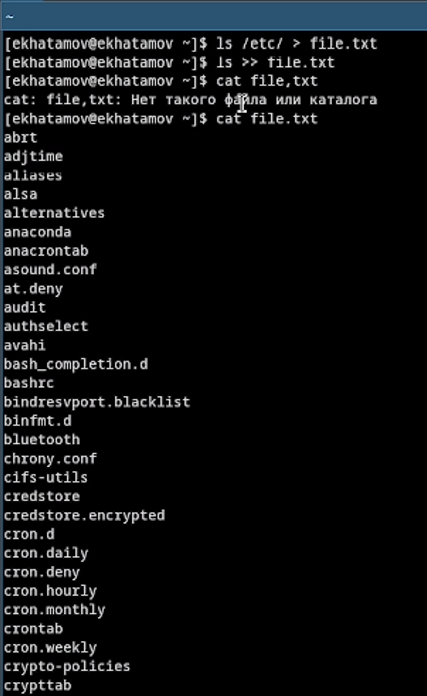 ~
[ekhatamov@ekhatamov ~]$ ls /etc/ > file.txt
[ekhatamov@ekhatamov ~]$ ls >> file.txt
[ekhatamov@ekhatamov ~]$ cat file,txt
cat: file,txt: Нет такого файла или каталога
[ekhatamov@ekhatamov ~]$ cat file.txt
abrt
adjtime
aliases
alsa
alternatives
anaconda
anacrontab
asound.conf
at.deny
audit
authselect
avahi
bash_completion.d
bashrc
bindresvport.blacklist
binfmt.d
bluetooth
chrony.conf
cifs-utils
credstore
credstore.encrypted
cron.d
cron.daily
cron.deny
cron.hourly
cron.monthly
crontab
cron.weekly
crypto-policies
crypttab